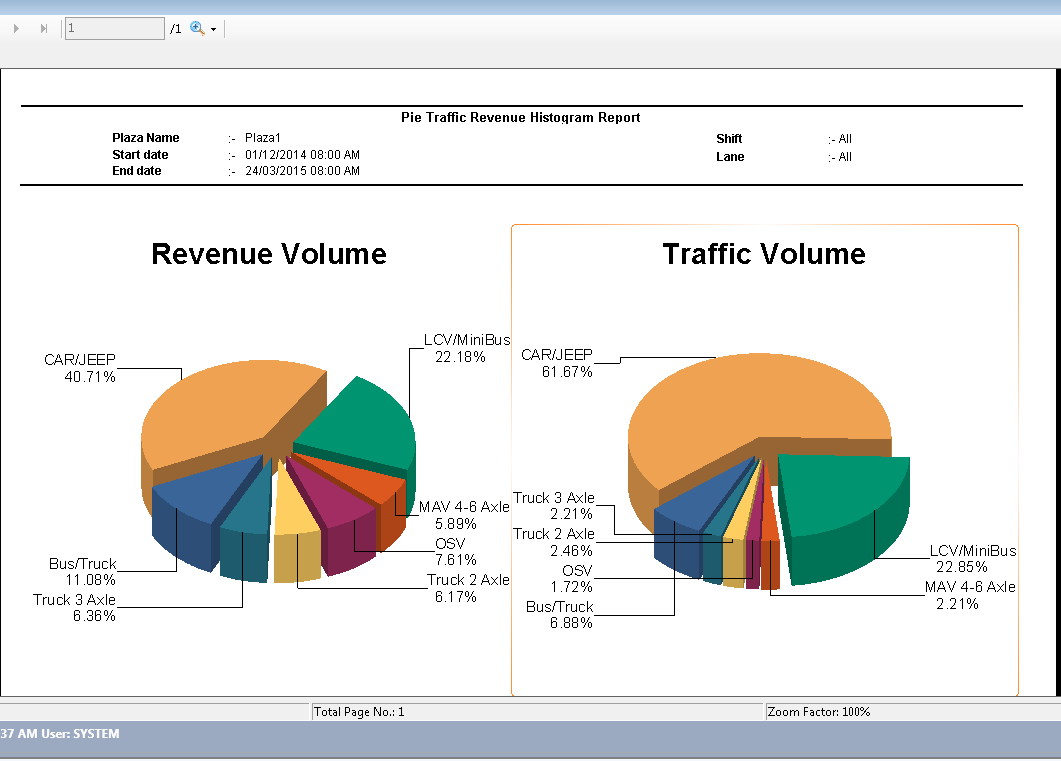 1 /1
Pie Traffic Revenue Histogram Report
Plaza Name :- Plaza1 Shift :- All
Start date :- 01/12/2014 08:00 AM Lane :- All
End date :- 24/03/2015 08:00 AM
Revenue Volume
CAR/JEEP
40.71%
LCV/MiniBus
22.18%
MAV 4-6 Axle
5.89%
OSV
7.61%
Truck 2 Axle
6.17%
Bus/Truck
11.08%
Truck 3 Axle
6.36%
Traffic Volume
CAR/JEEP
61.67%
Truck 3 Axle
2.21%
Truck 2 Axle
2.46%
OSV
1.72%
Bus/Truck
6.88%
LCV/MiniBus
22.85%
MAV 4-6 Axle
2.21%
Total Page No.: 1 Zoom Factor: 100%
37 AM User: SYSTEM